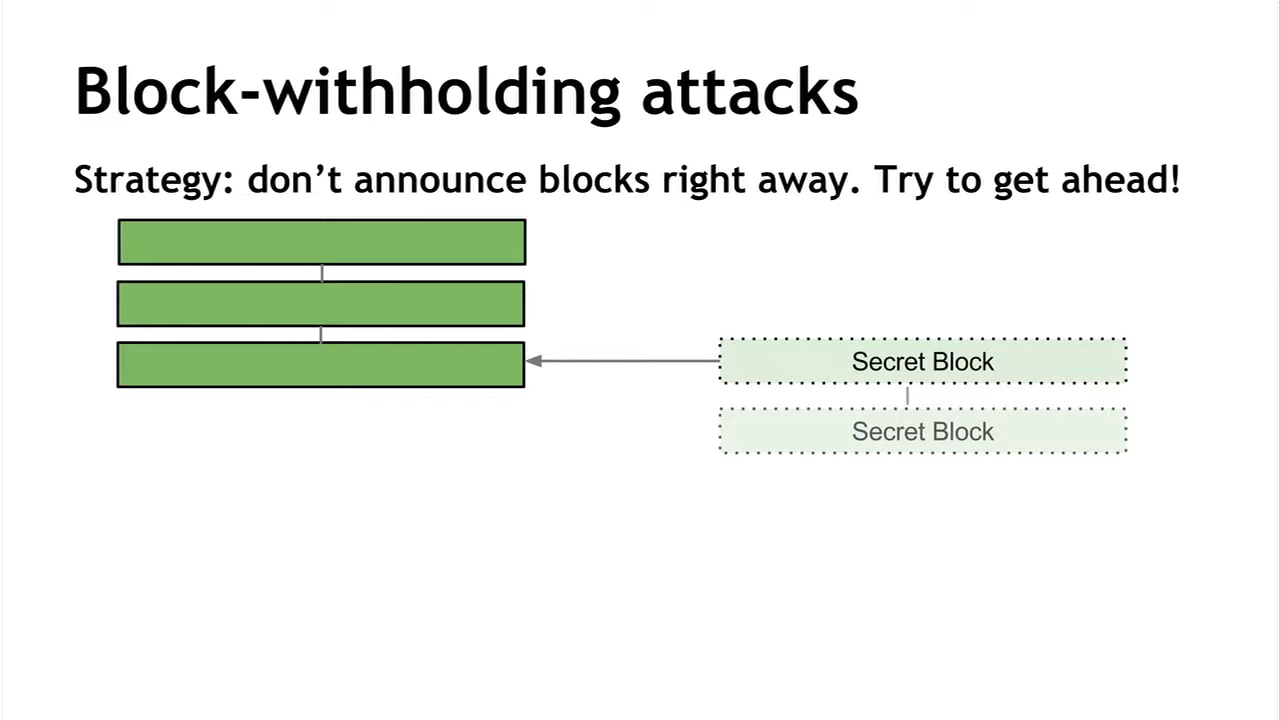 Block-withholding attacks
Strategy: don’t announce blocks right away. Try to get ahead!
Secret Block
Secret Block